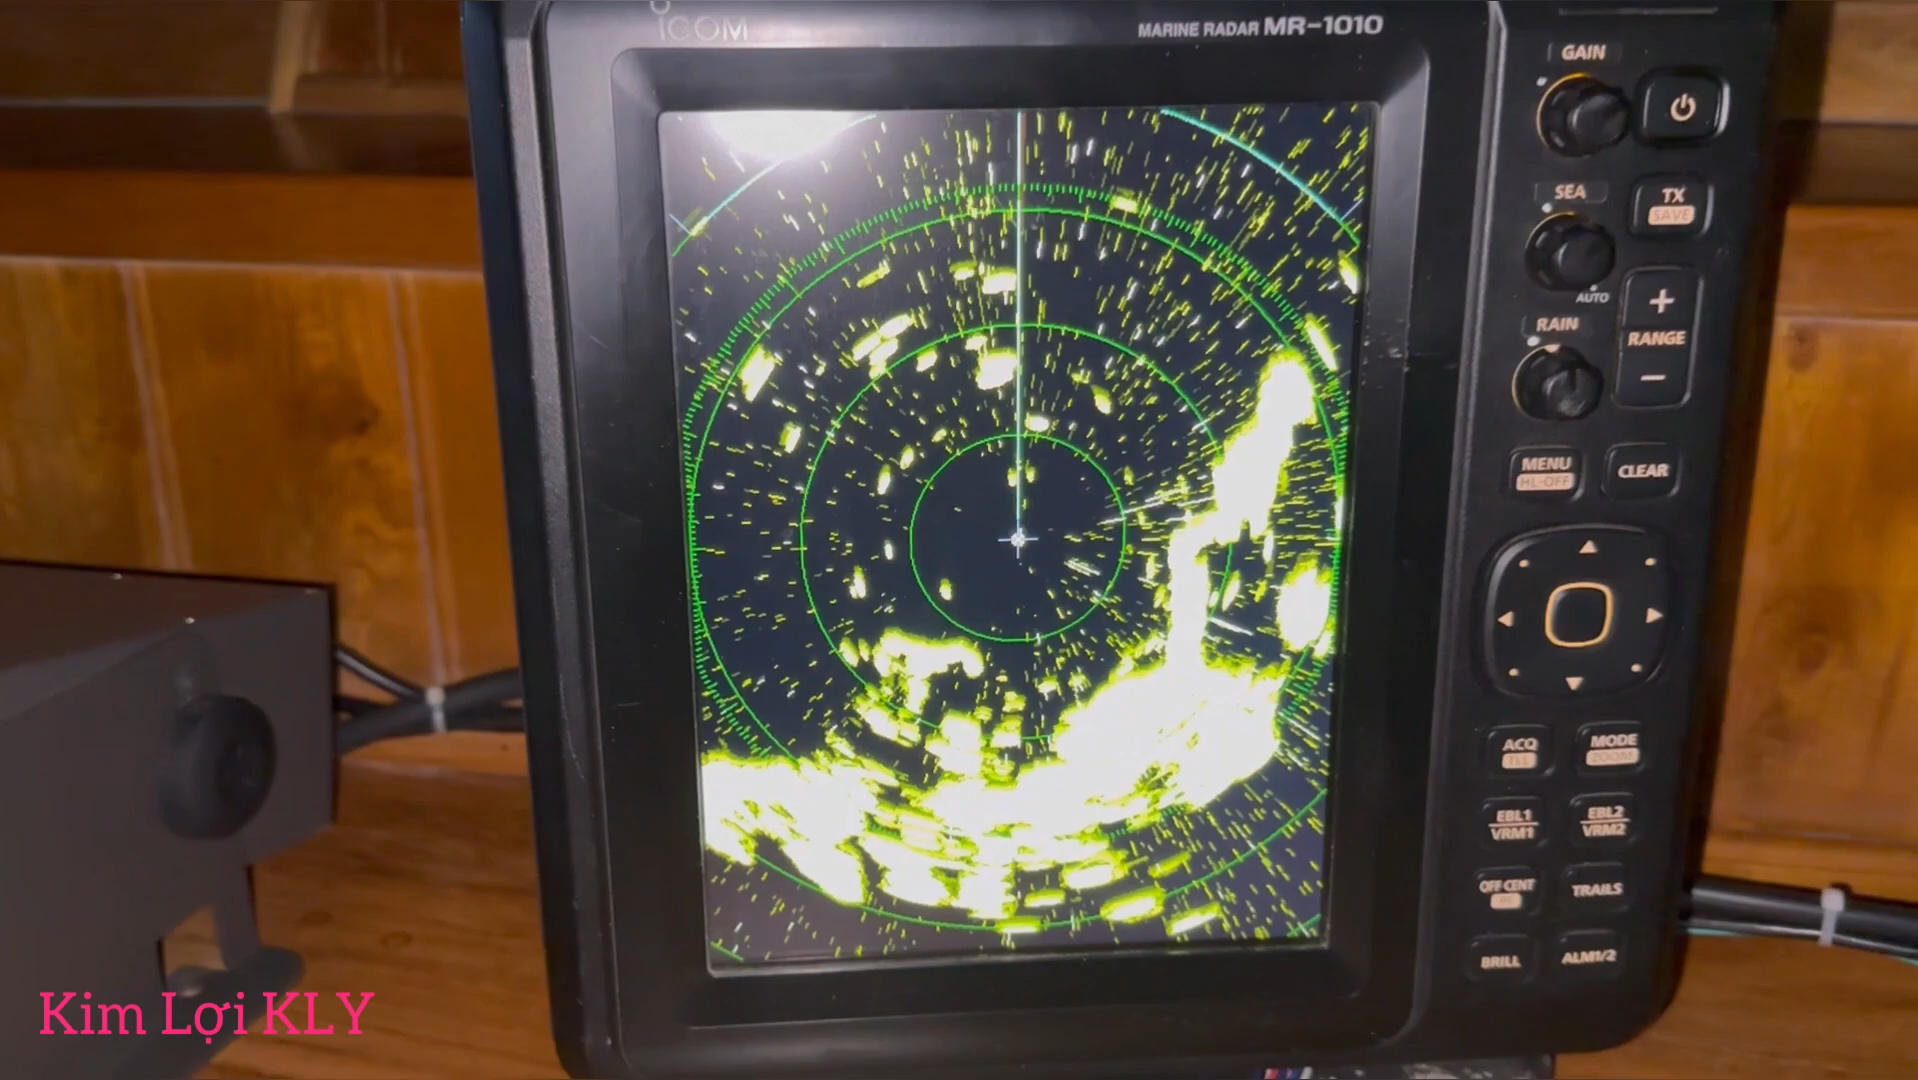 ICOM
MARINE RADAR MR-1010
GAIN
SEA
TX
SAVE
AUTO
RAIN
+
RANGE
−
MENU
HL-OFF
CLEAR
ACQ
MODE
ZOOM
EBL1
VRM1
EBL2
VRM2
OFF CENT
TRAILS
BRILL
ALM1/2
Kim Lợi KLY